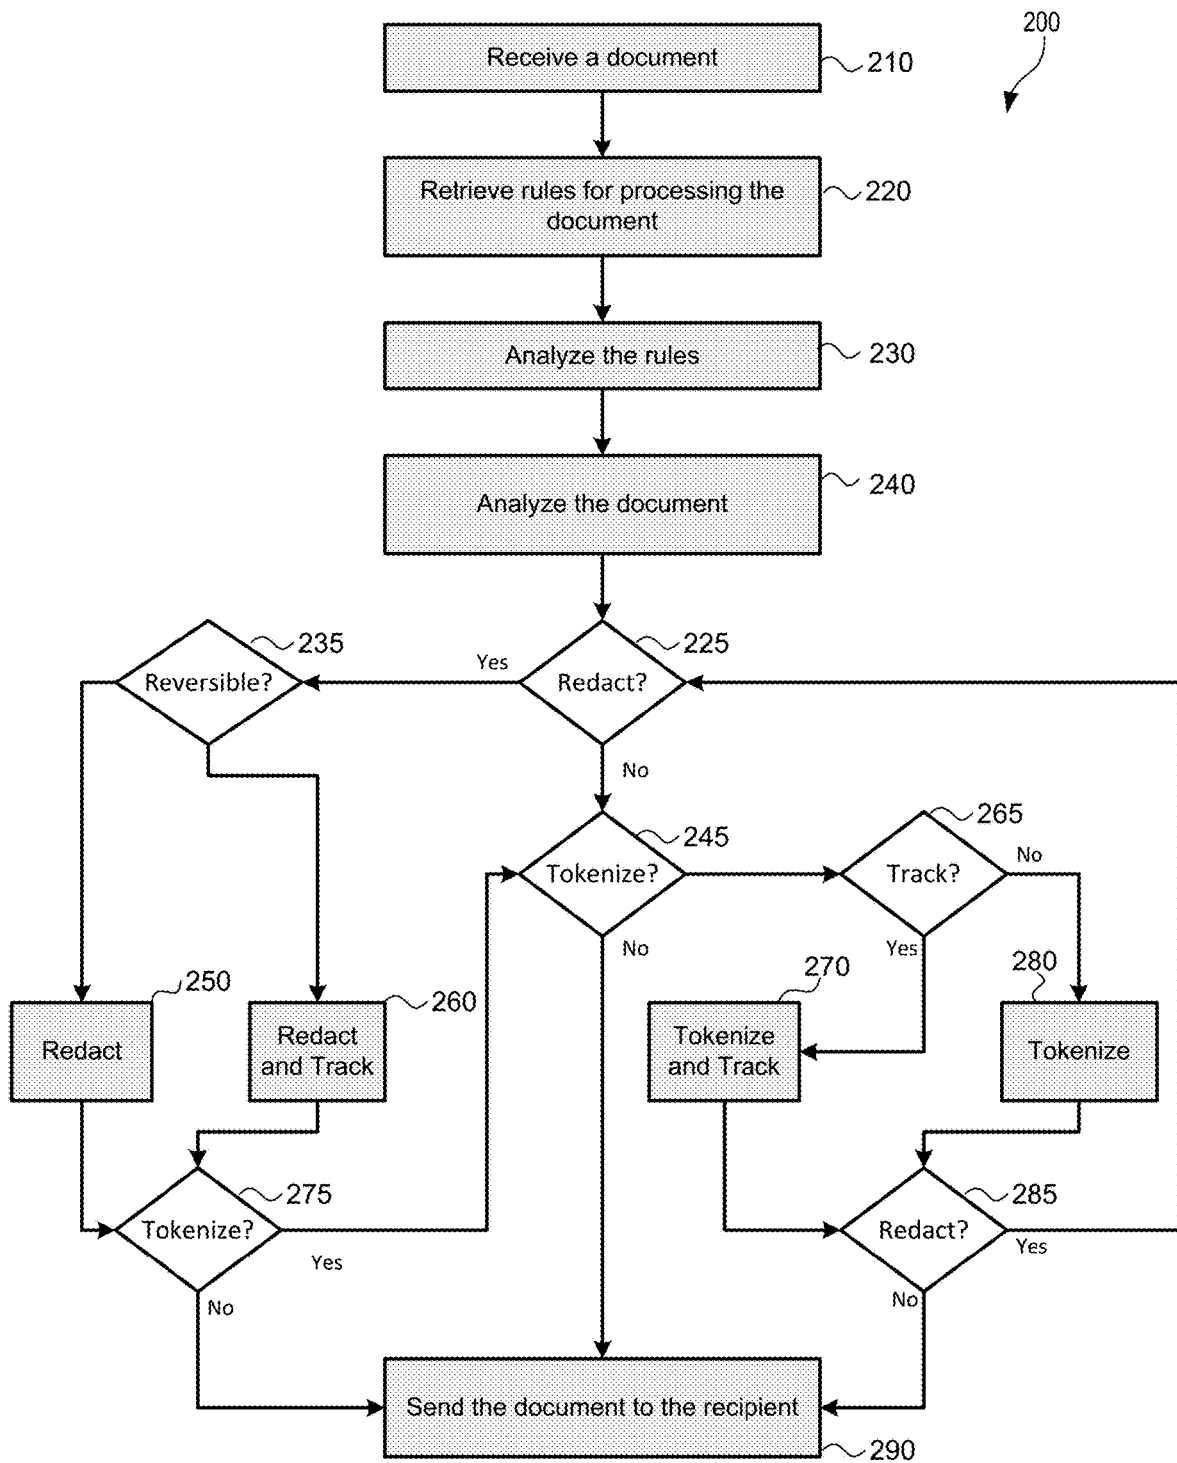 200
Receive a document
210
Retrieve rules for processing the
document
220
Analyze the rules
230
Analyze the document
240
235
Reversible?
Yes
225
Redact?
No
245
Tokenize?
No
265
Track?
No
Yes
250
Redact
260
Redact
and Track
270
Tokenize
and Track
280
Tokenize
275
Tokenize?
Yes
No
285
Redact?
Yes
No
Send the document to the recipient
290